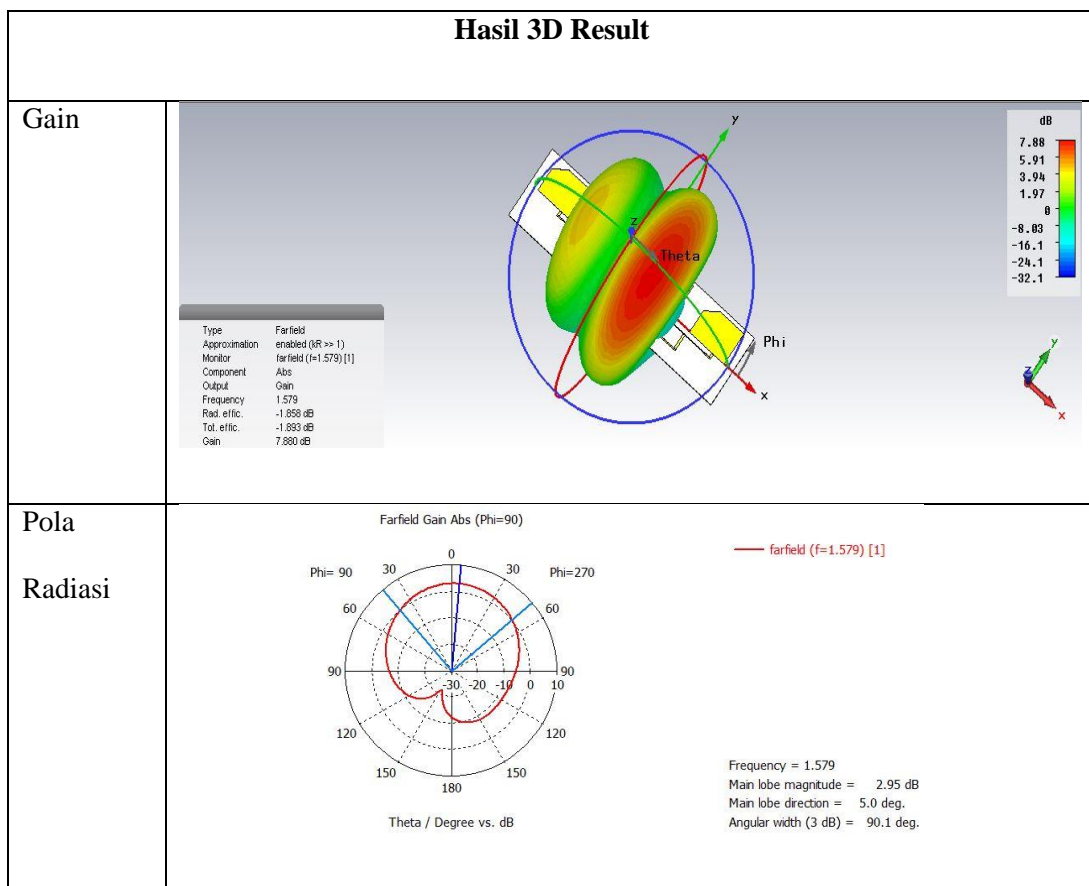 Hasil 3D Result
Gain
y
z
Theta
Phi
x
dB
7.88
5.91
3.94
1.97
0
-8.03
-16.1
-24.1
-32.1
y
z
x
Type Farfield
Approximation enabled (kR >> 1)
Monitor farfield (f=1.579) [1]
Component Abs
Output Gain
Frequency 1.579
Rad. effic. -1.858 dB
Tot. effic. -1.893 dB
Gain 7.880 dB
Pola
Radiasi
Farfield Gain Abs (Phi=90)
farfield (f=1.579) [1]
0
Phi= 90 30 30 Phi=270
60 60
90 -30 -20 -10 0 10 90
120 120
150 150
180
Theta / Degree vs. dB
Frequency = 1.579
Main lobe magnitude = 2.95 dB
Main lobe direction = 5.0 deg.
Angular width (3 dB) = 90.1 deg.